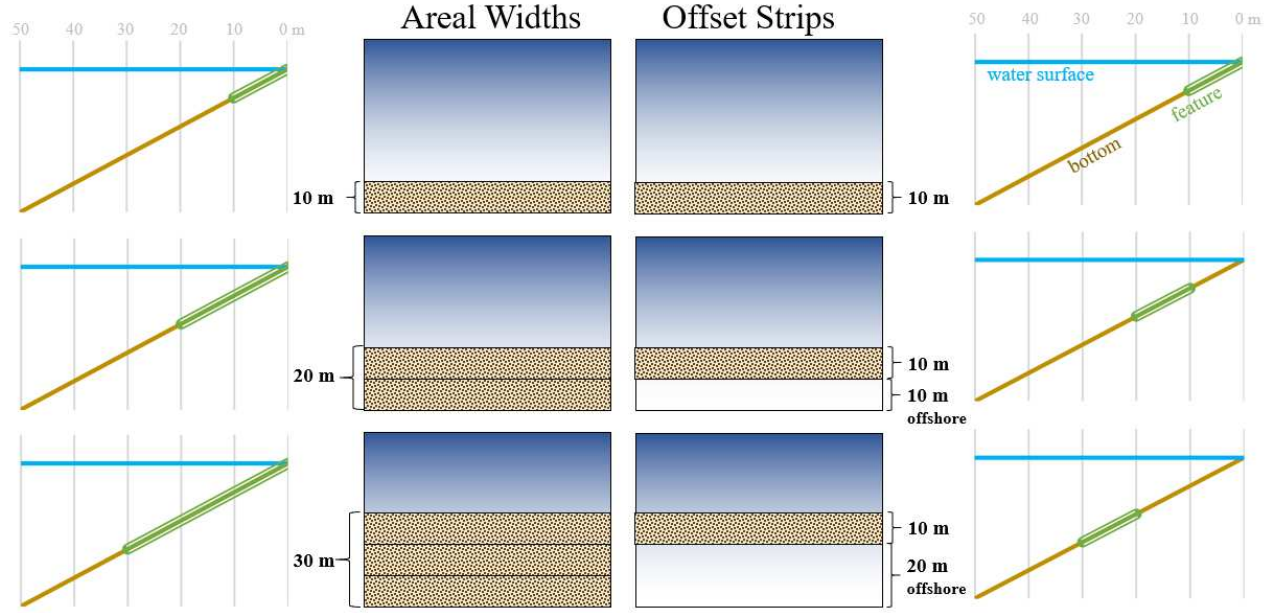 Areal Widths
Offset Strips
50 40 30 20 10 0 m
50 40 30 20 10 0 m
water surface
feature
bottom
10 m
10 m
20 m
10 m
10 m
offshore
30 m
10 m
20 m
offshore